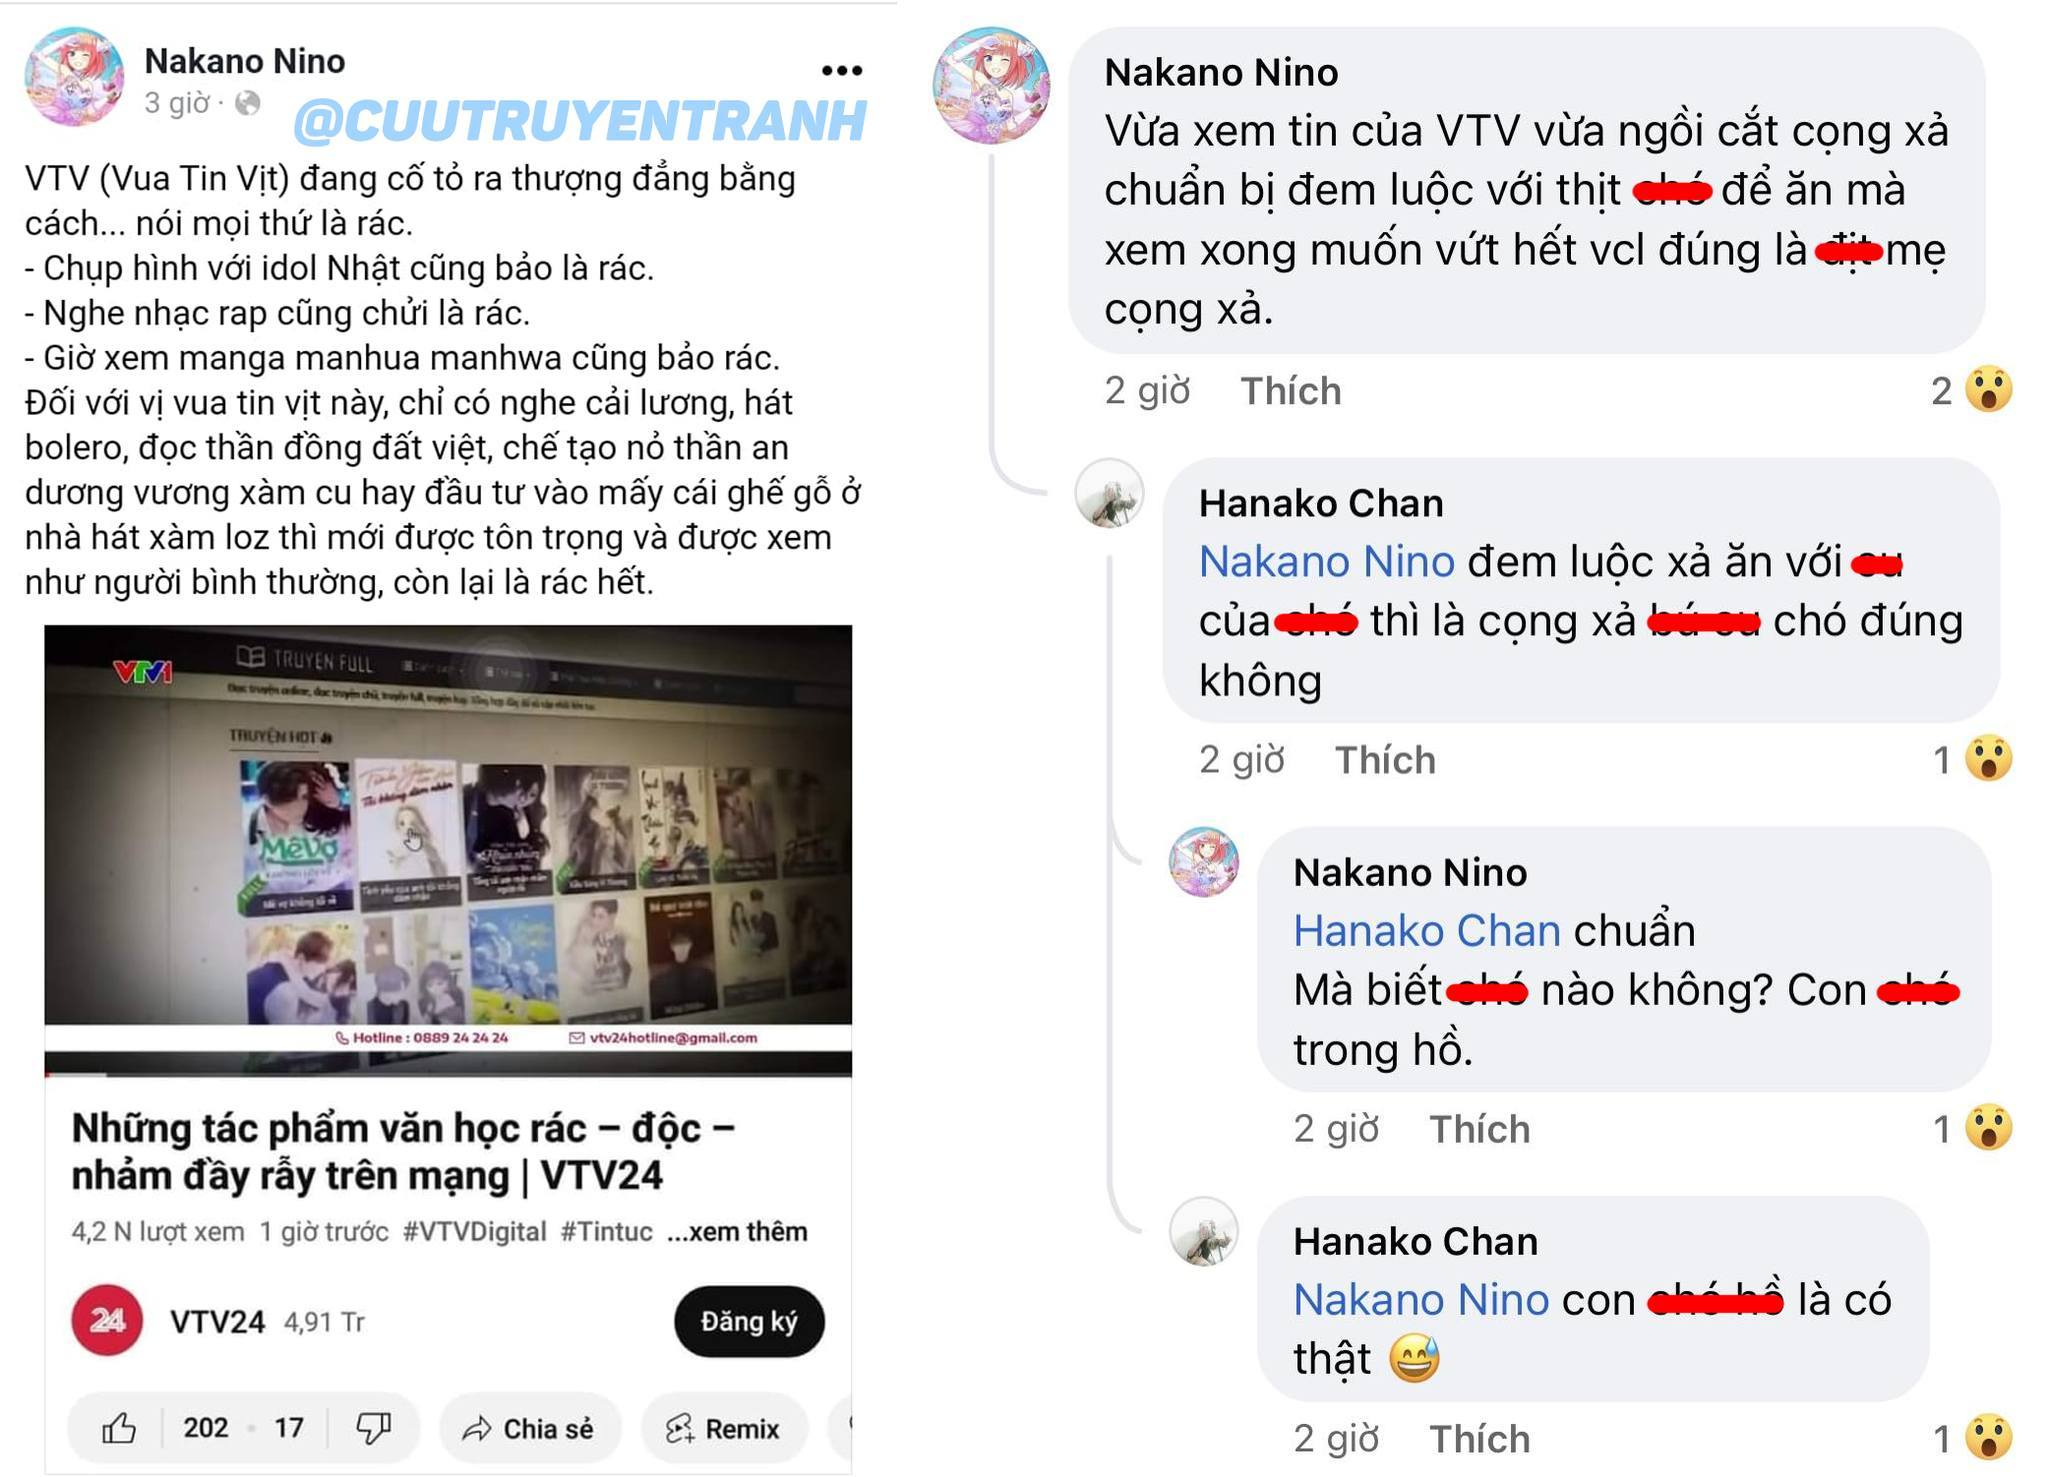 Nakano Nino
3 giờ ·
@CUUTRUYENTRANH
VTV (Vua Tin Vịt) đang cố tỏ ra thượng đẳng bằng
cách... nói mọi thứ là rác.
- Chụp hình với idol Nhật cũng bảo là rác.
- Nghe nhạc rap cũng chửi là rác.
- Giờ xem manga manhua manhwa cũng bảo rác.
Đối với vị vua tin vịt này, chỉ có nghe cải lương, hát
bolero, đọc thần đồng đất việt, chế tạo nỏ thần an
dương vương xàm cu hay đầu tư vào mấy cái ghế gỗ ở
nhà hát xàm loz thì mới được tôn trọng và được xem
như người bình thường, còn lại là rác hết.
VTV1
TRUYỆN FULL
TRUYỆN HOT
Mê Vợ
Hotline : 0889 24 24 24
vtv24hotline@gmail.com
Những tác phẩm văn học rác – độc –
nhảm đầy rẫy trên mạng | VTV24
4,2 N lượt xem 1 giờ trước #VTVDigital #Tintuc ...xem thêm
24
VTV24 4,91 Tr
Đăng ký
202 17
Chia sẻ
Remix
Nakano Nino
Vừa xem tin của VTV vừa ngồi cắt cọng xả
chuẩn bị đem luộc với thịt chó để ăn mà
xem xong muốn vứt hết vcl đúng là địt mẹ
cọng xả.
2 giờ Thích
2
Hanako Chan
Nakano Nino đem luộc xả ăn với cu
của chó thì là cọng xả bú cu chó đúng
không
2 giờ Thích
1
Nakano Nino
Hanako Chan chuẩn
Mà biết chó nào không? Con chó
trong hồ.
2 giờ Thích
1
Hanako Chan
Nakano Nino con chó hồ là có
thật 😅
2 giờ Thích
1